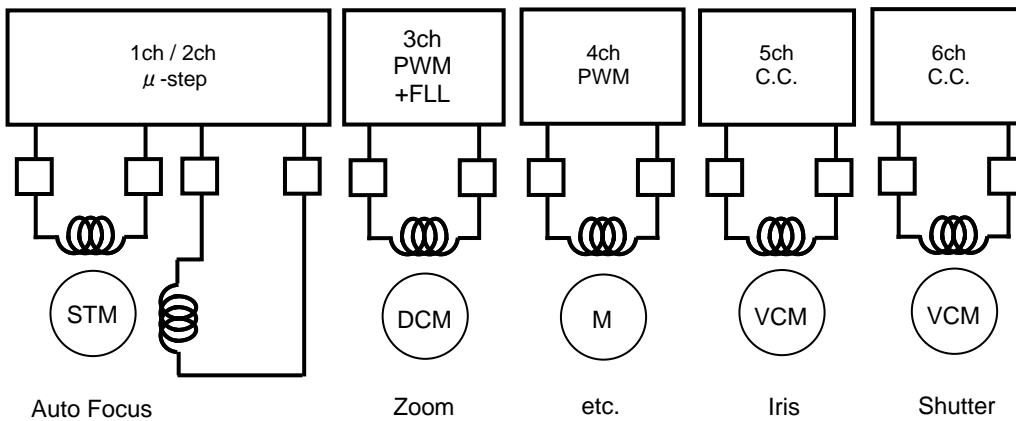 1ch / 2ch
μ-step
3ch
PWM
+FLL
4ch
PWM
5ch
C.C.
6ch
C.C.
STM
DCM
M
VCM
VCM
Auto Focus
Zoom
etc.
Iris
Shutter